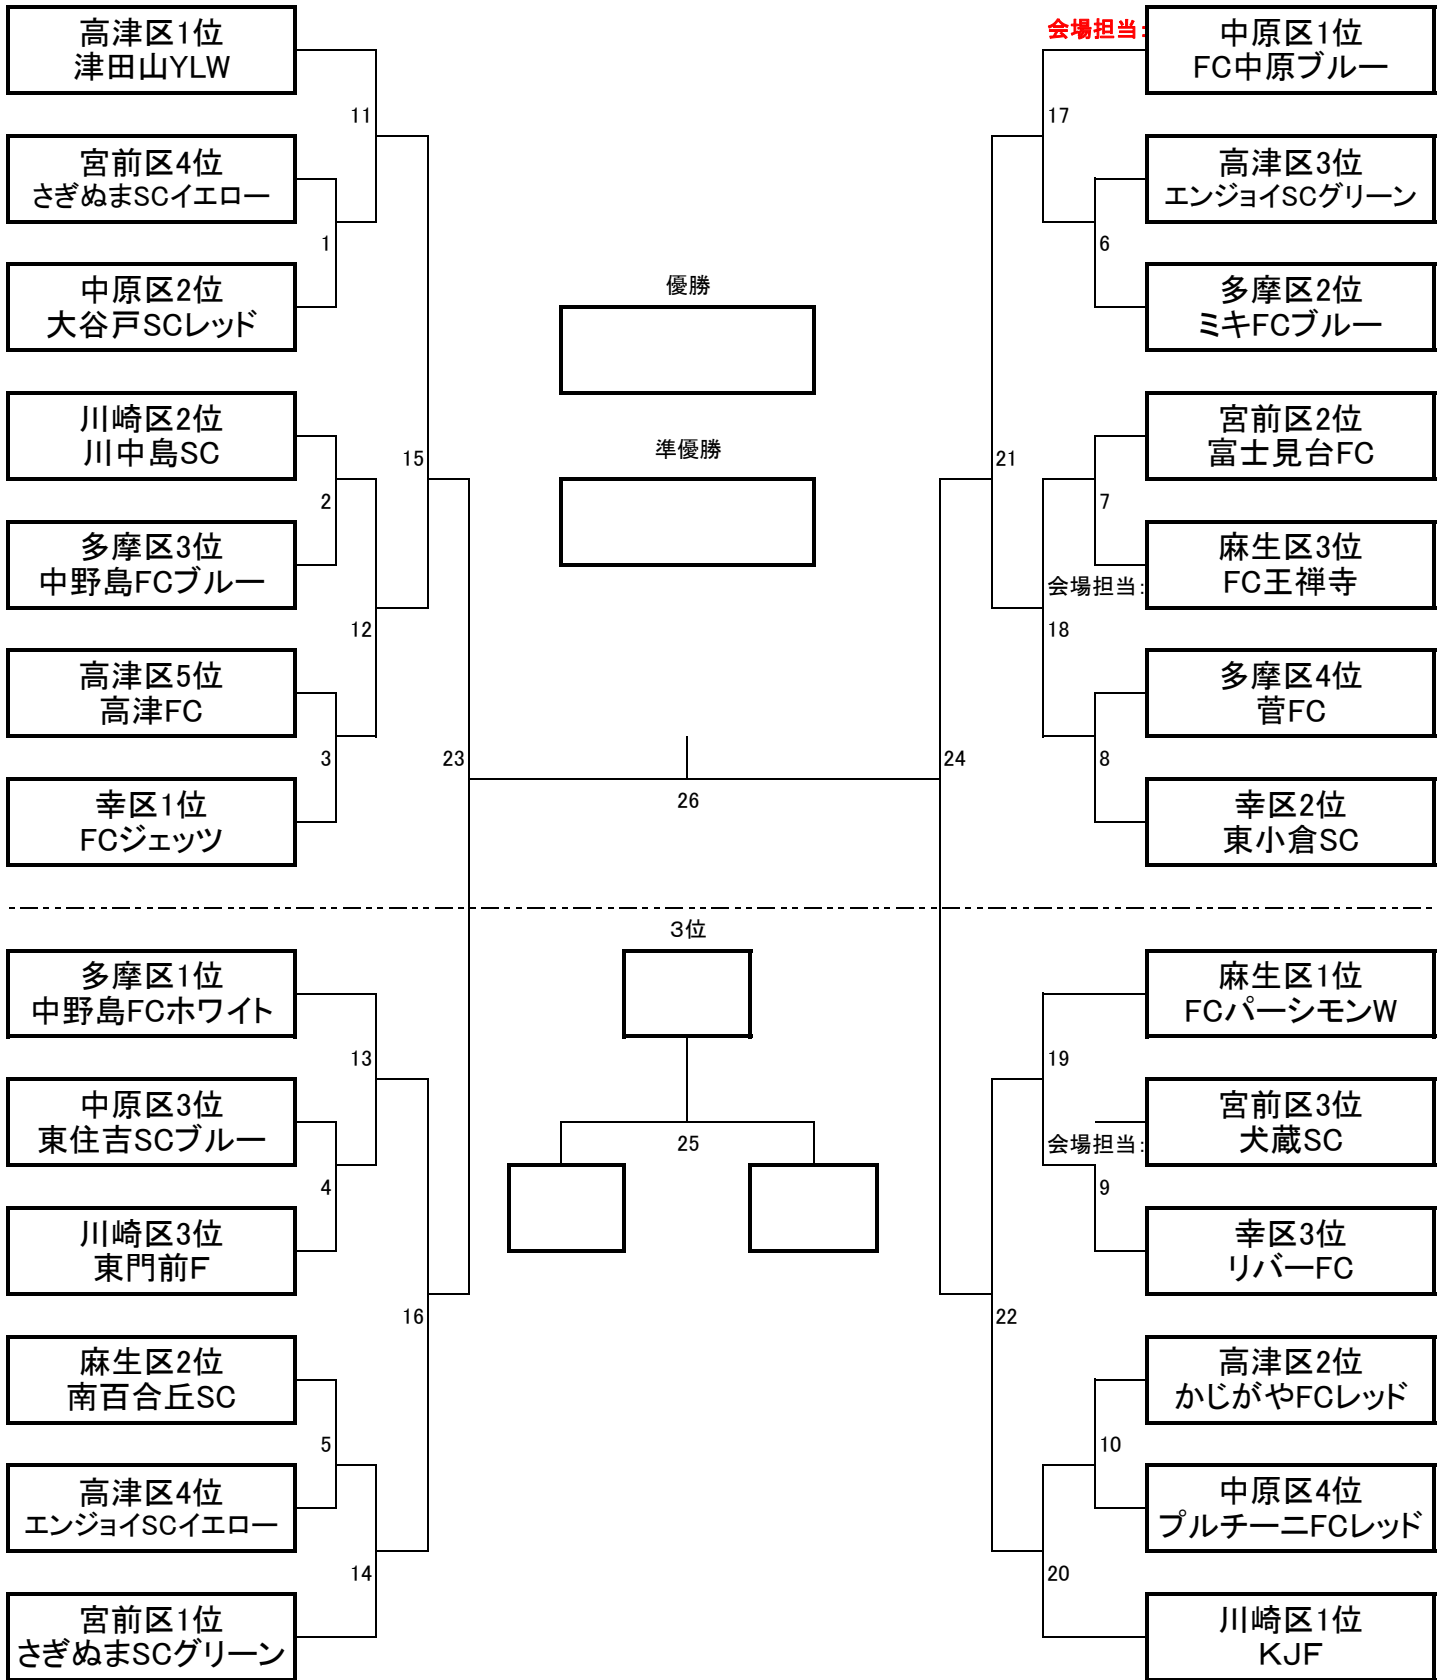 高津区1位
津田山YLW
宮前区4位
さぎぬまSCイエロー
中原区2位
大谷戸SCレッド
川崎区2位
川中島SC
多摩区3位
中野島FCブルー
高津区5位
高津FC
幸区1位
FCジェッツ
多摩区1位
中野島FCホワイト
中原区3位
東住吉SCブルー
川崎区3位
東門前F
麻生区2位
南百合丘SC
高津区4位
エンジョイSCイエロー
宮前区1位
さぎぬまSCグリーン
11
1
2
15
12
3
23
13
4
16
5
14
優勝
準優勝
26
3位
25
会場担当:
17
6
21
7
会場担当:
18
24
8
19
会場担当:
9
22
10
20
中原区1位
FC中原ブルー
高津区3位
エンジョイSCグリーン
多摩区2位
ミキFCブルー
宮前区2位
富士見台FC
麻生区3位
FC王禅寺
多摩区4位
菅FC
幸区2位
東小倉SC
麻生区1位
FCパーシモンW
宮前区3位
犬蔵SC
幸区3位
リバーFC
高津区2位
かじがやFCレッド
中原区4位
プルチーニFCレッド
川崎区1位
KJF